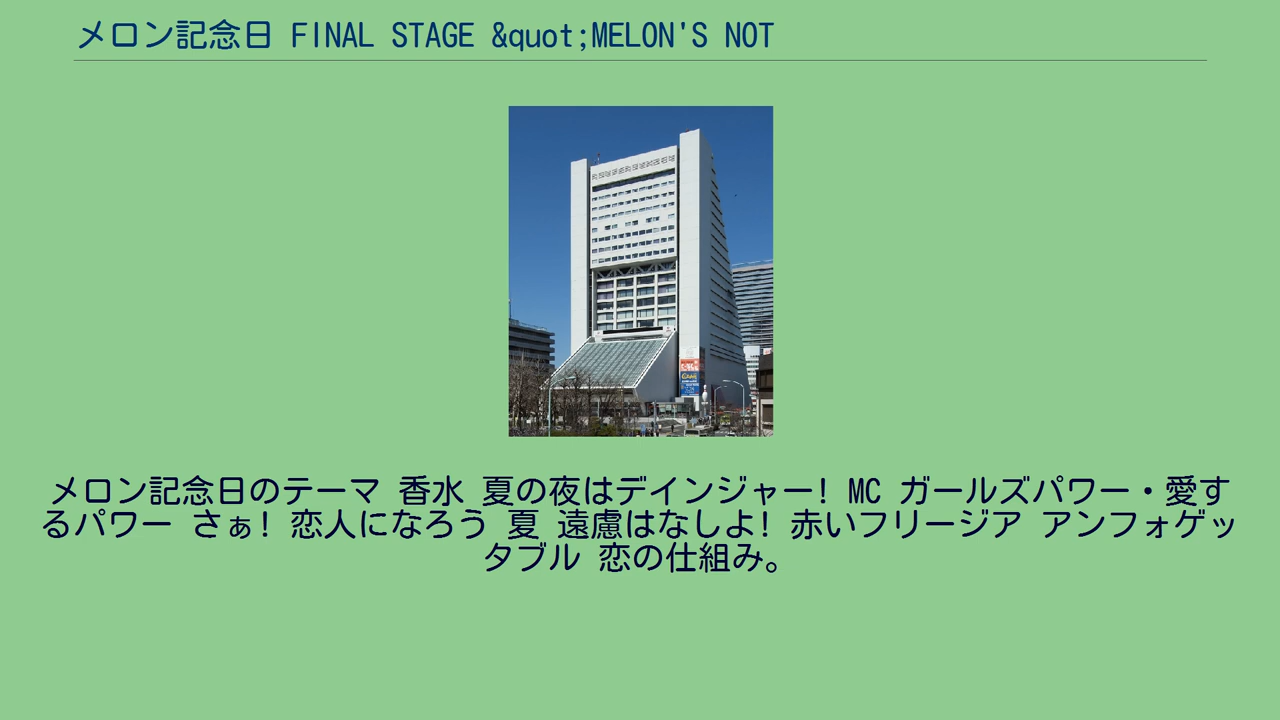 メロン記念日 FINAL STAGE &quot;MELON'S NOT
メロン記念日のテーマ 香水 夏の夜はデインジャー! MC ガールズパワー・愛す
るパワー さぁ! 恋人になろう 夏 遠慮はなしよ! 赤いフリージア アンフォゲッ
タブル 恋の仕組み。